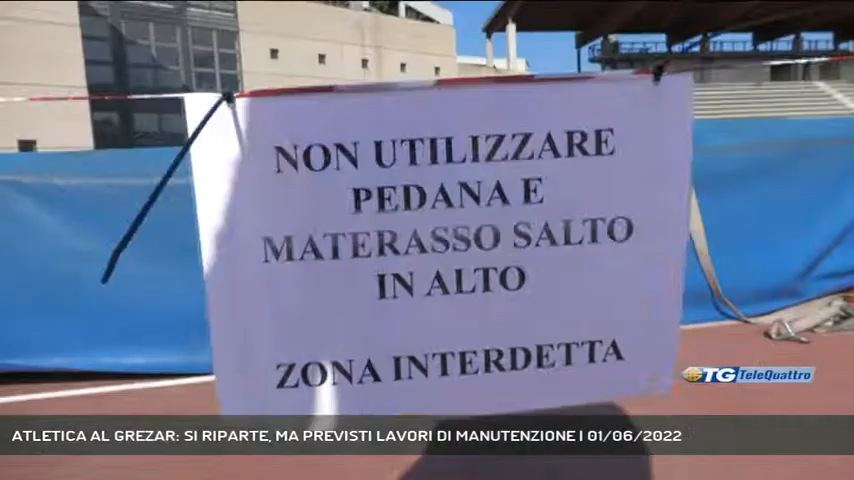 NON UTILIZZARE
PEDANA E
MATERASSO SALTO
IN ALTO
ZONA INTERDETTA
TG TeleQuattro
ATLETICA AL GREZAR: SI RIPARTE, MA PREVISTI LAVORI DI MANUTENZIONE | 01/06/2022